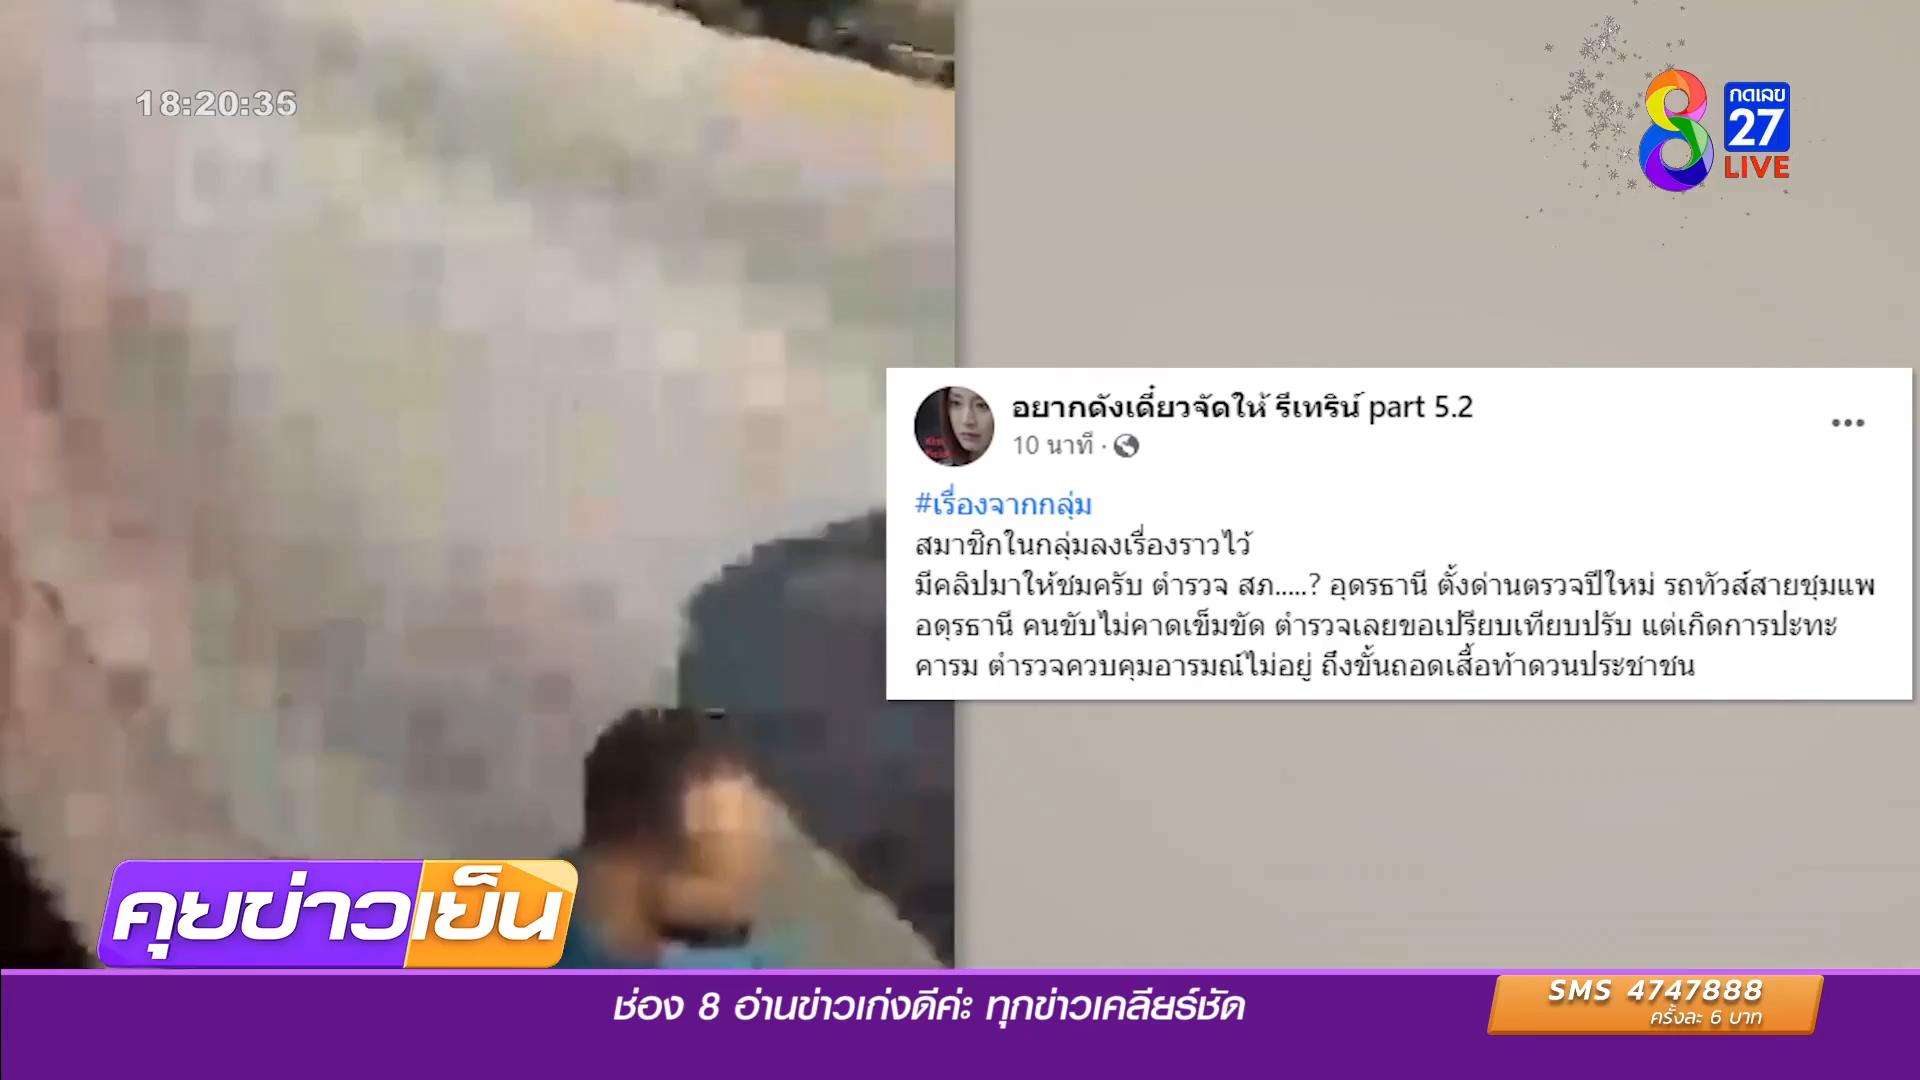 18:20:35
กดเลข
27
LIVE
อยากดังเดี๋ยวจัดให้ รีเทริน์ part 5.2
10 นาที ·
#เรื่องจากกลุ่ม
สมาชิกในกลุ่มลงเรื่องราวไว้
มีคลิปมาให้ชมครับ ตำรวจ สภ.....? อุดรธานี ตั้งด่านตรวจปีใหม่ รถทัวส์สายชุมแพ
อดุรธานี คนขับไม่คาดเข็มขัด ตำรวจเลยขอเปรียบเทียบปรับ แต่เกิดการปะทะ
คารม ตำรวจควบคุมอารมณ์ไม่อยู่ ถึงขั้นถอดเสื้อท้าดวนประชาชน
คุยข่าวเย็น
ช่อง 8 อ่านข่าวเก่งดีค่ะ ทุกข่าวเคลียร์ชัด
SMS 4747888
ครั้งละ 6 บาท